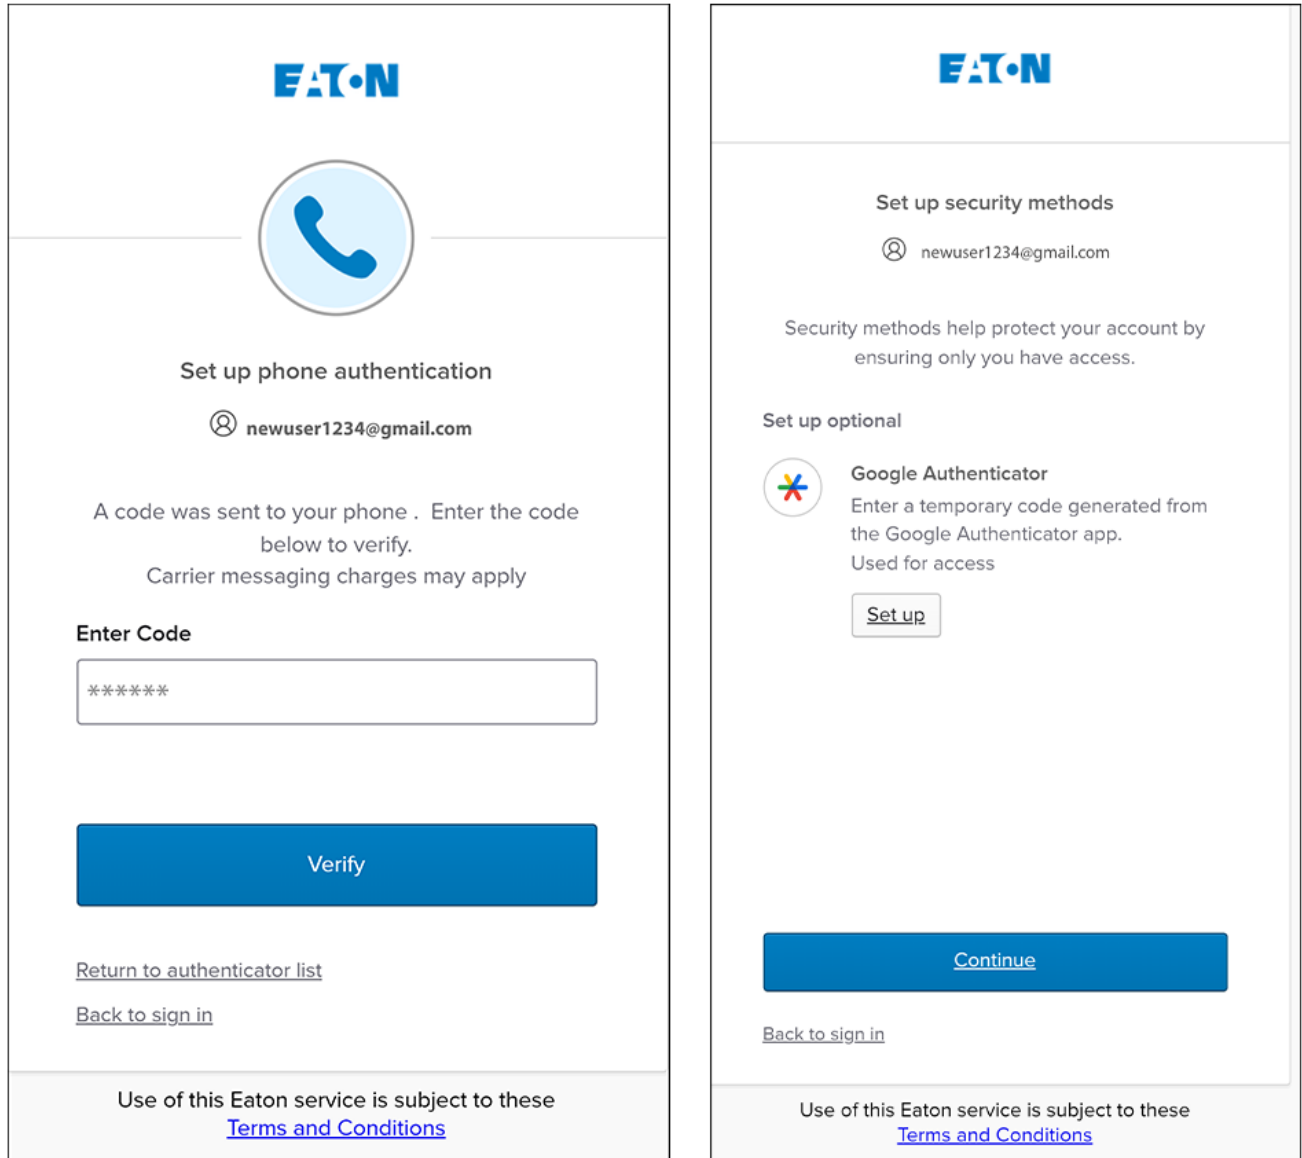 EATON
Set up phone authentication
newuser1234@gmail.com
A code was sent to your phone . Enter the code
below to verify.
Carrier messaging charges may apply
Enter Code
******
Verify
Return to authenticator list
Back to sign in
Use of this Eaton service is subject to these
Terms and Conditions
EATON
Set up security methods
newuser1234@gmail.com
Security methods help protect your account by
ensuring only you have access.
Set up optional
Google Authenticator
Enter a temporary code generated from
the Google Authenticator app.
Used for access
Set up
Continue
Back to sign in
Use of this Eaton service is subject to these
Terms and Conditions